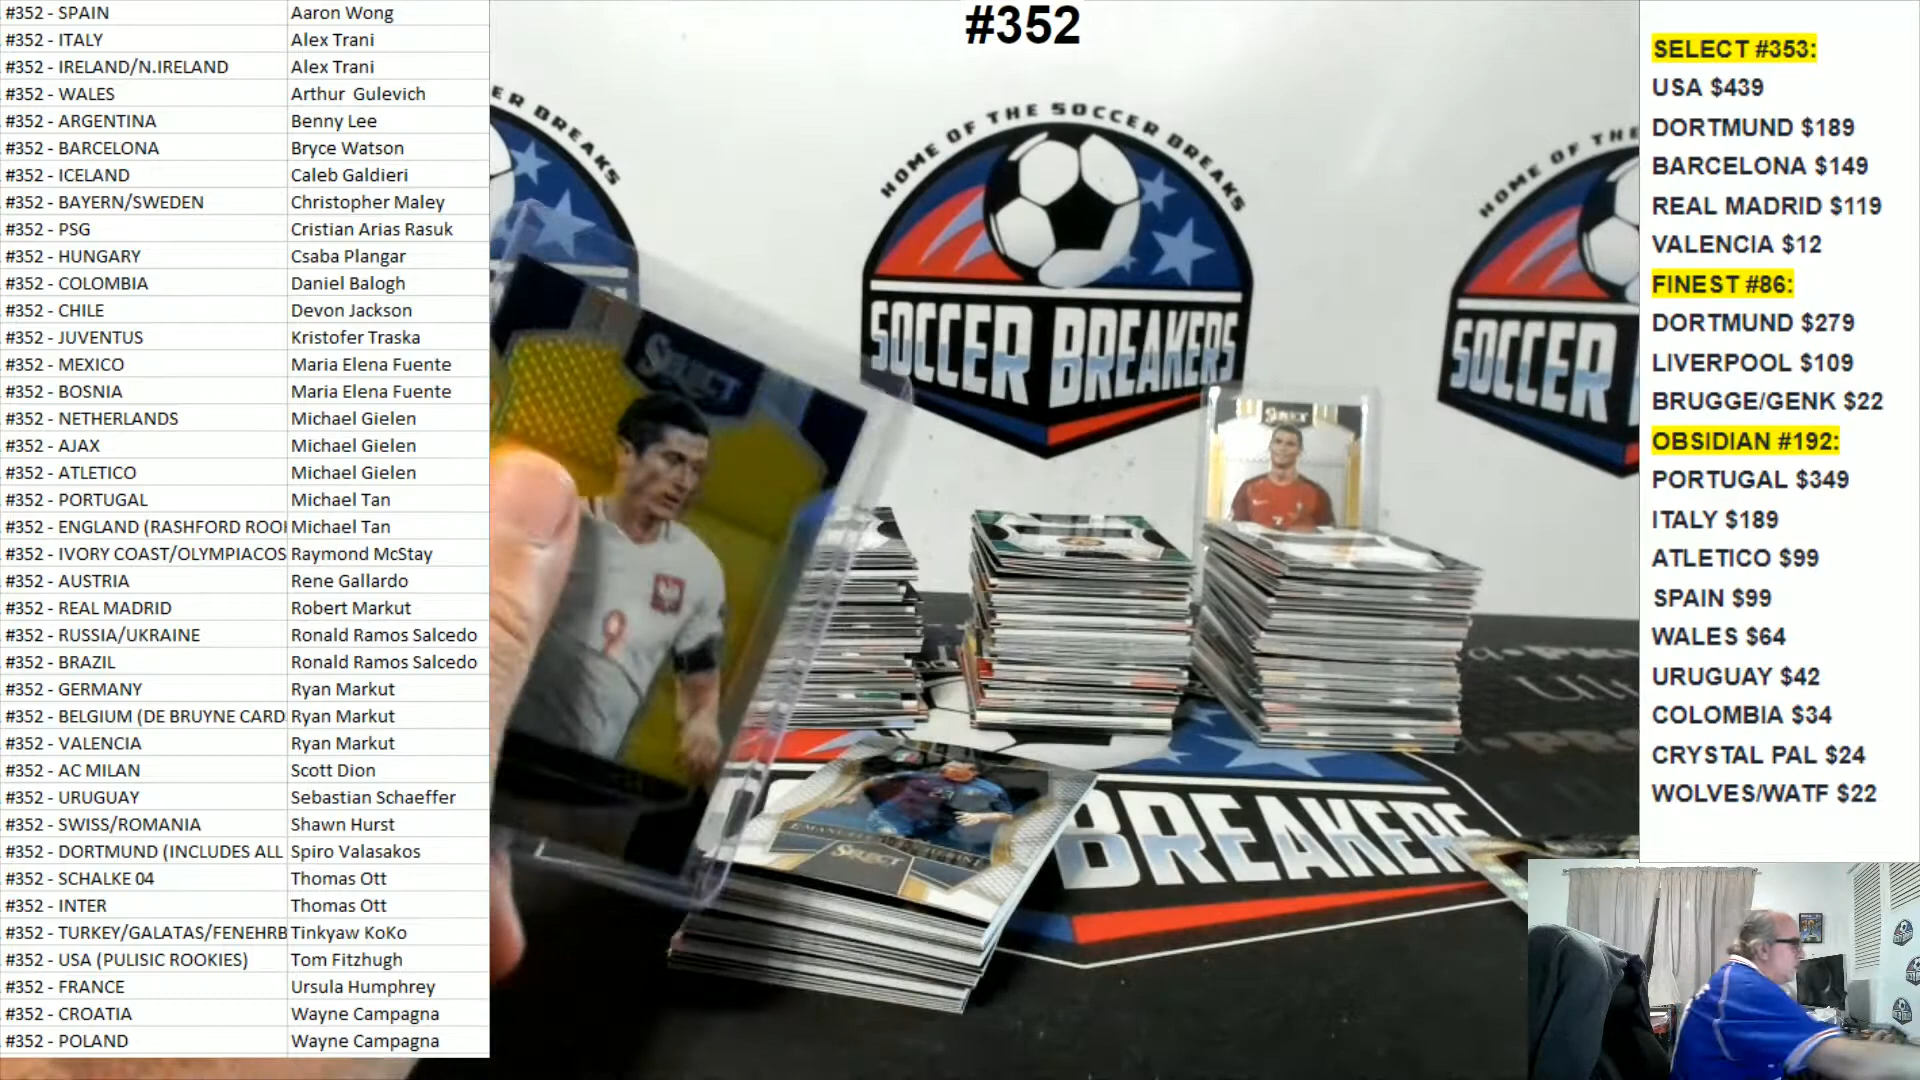 #352 - SPAIN Aaron Wong
#352 - ITALY Alex Trani
#352 - IRELAND/N.IRELAND Alex Trani
#352 - WALES Arthur Gulevich
#352 - ARGENTINA Benny Lee
#352 - BARCELONA Bryce Watson
#352 - ICELAND Caleb Galdieri
#352 - BAYERN/SWEDEN Christopher Maley
#352 - PSG Cristian Arias Rasuk
#352 - HUNGARY Csaba Plangar
#352 - COLOMBIA Daniel Balogh
#352 - CHILE Devon Jackson
#352 - JUVENTUS Kristofer Traska
#352 - MEXICO Maria Elena Fuente
#352 - BOSNIA Maria Elena Fuente
#352 - NETHERLANDS Michael Gielen
#352 - AJAX Michael Gielen
#352 - ATLETICO Michael Gielen
#352 - PORTUGAL Michael Tan
#352 - ENGLAND (RASHFORD ROOI Michael Tan
#352 - IVORY COAST/OLYMPIACOS Raymond McStay
#352 - AUSTRIA Rene Gallardo
#352 - REAL MADRID Robert Markut
#352 - RUSSIA/UKRAINE Ronald Ramos Salcedo
#352 - BRAZIL Ronald Ramos Salcedo
#352 - GERMANY Ryan Markut
#352 - BELGIUM (DE BRUYNE CARD Ryan Markut
#352 - VALENCIA Ryan Markut
#352 - AC MILAN Scott Dion
#352 - URUGUAY Sebastian Schaeffer
#352 - SWISS/ROMANIA Shawn Hurst
#352 - DORTMUND (INCLUDES ALL Spiro Valasakos
#352 - SCHALKE 04 Thomas Ott
#352 - INTER Thomas Ott
#352 - TURKEY/GALATAS/FENEHRB Tinkyaw KoKo
#352 - USA (PULISIC ROOKIES) Tom Fitzhugh
#352 - FRANCE Ursula Humphrey
#352 - CROATIA Wayne Campagna
#352 - POLAND Wayne Campagna
#352
ER BREAKS
HOME OF THE SOCCER BREAKS
SOCCER BREAKERS
HOME OF THE
SOCCER
SELECT
SELECT
SELECT
BREAKERS
SELECT #353:
USA $439
DORTMUND $189
BARCELONA $149
REAL MADRID $119
VALENCIA $12
FINEST #86:
DORTMUND $279
LIVERPOOL $109
BRUGGE/GENK $22
OBSIDIAN #192:
PORTUGAL $349
ITALY $189
ATLETICO $99
SPAIN $99
WALES $64
URUGUAY $42
COLOMBIA $34
CRYSTAL PAL $24
WOLVES/WATF $22